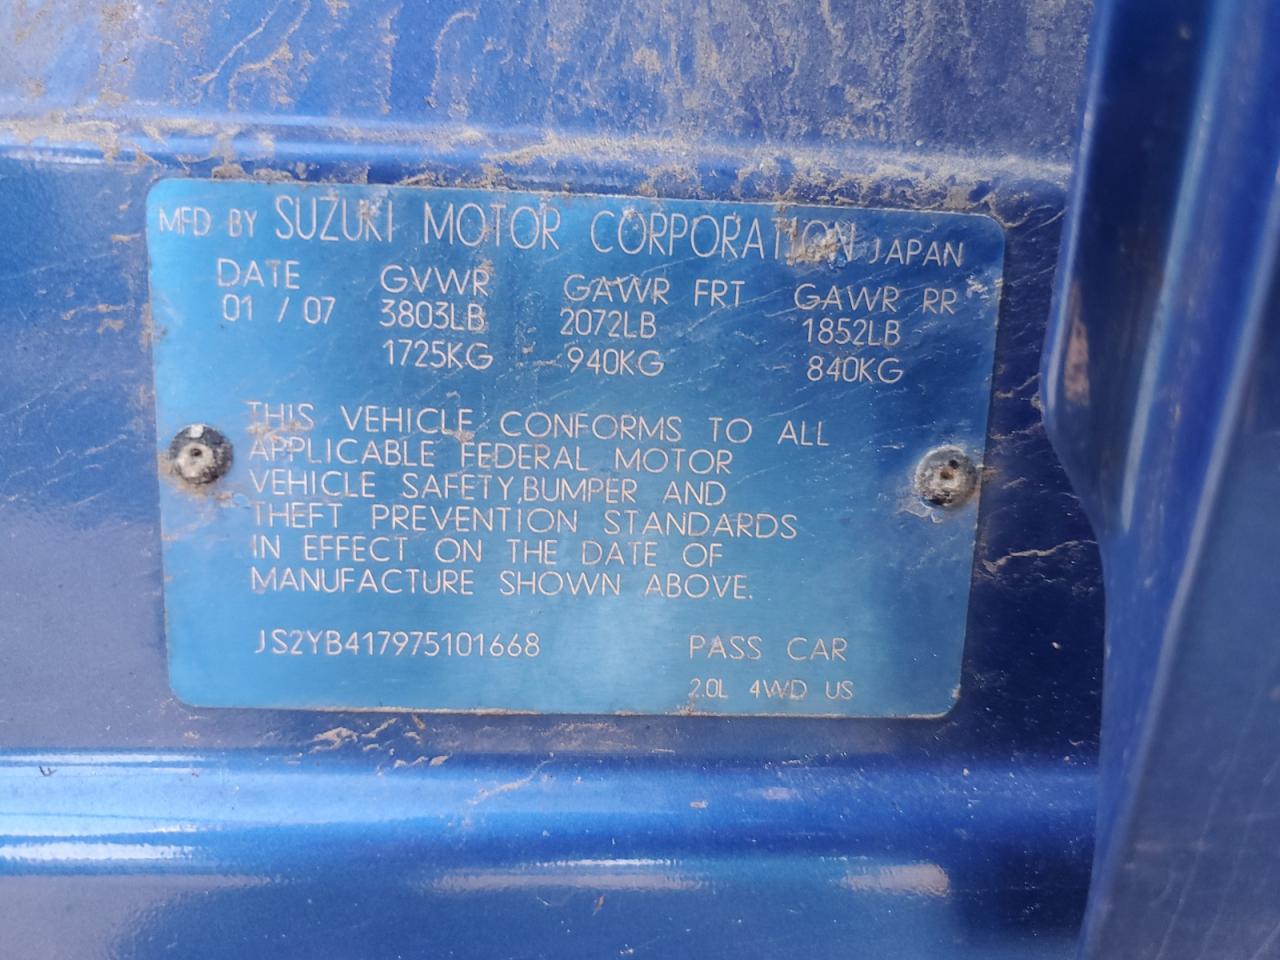 MFD BY SUZUKI MOTOR CORPORATION JAPAN
DATE GVWR GAWR FRT GAWR RR
01 / 07 3803LB 2072LB 1852LB
1725KG 940KG 840KG
THIS VEHICLE CONFORMS TO ALL
APPLICABLE FEDERAL MOTOR
VEHICLE SAFETY,BUMPER AND
THEFT PREVENTION STANDARDS
IN EFFECT ON THE DATE OF
MANUFACTURE SHOWN ABOVE.
JS2YB417975101668 PASS CAR
2.0L 4WD US